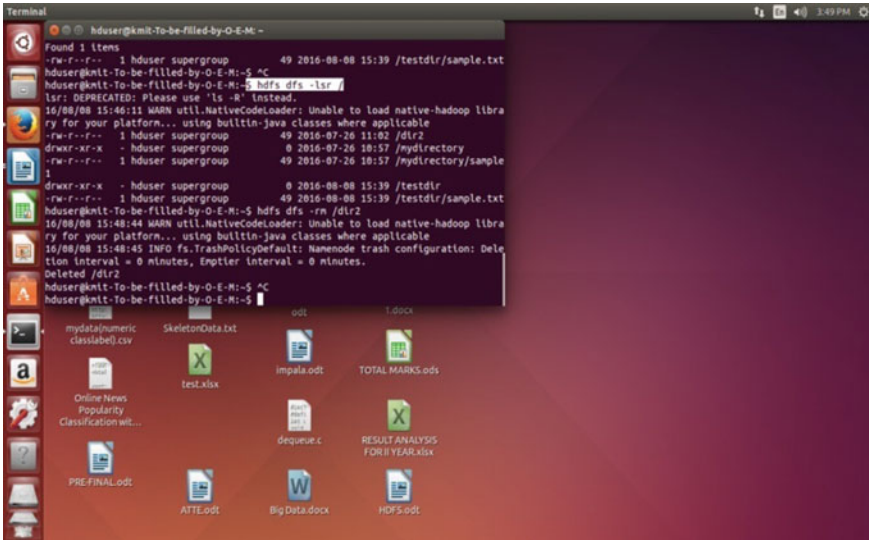 Terminal
En
3:49 PM
hduser@kmit-To-be-filled-by-O-E-M: ~
Found 1 items
-rw-r--r--   1 hduser supergroup         49 2016-08-08 15:39 /testdir/sample.txt
hduser@kmit-To-be-filled-by-O-E-M:~$ ^C
hduser@kmit-To-be-filled-by-O-E-M:~$ hdfs dfs -lsr /
lsr: DEPRECATED: Please use 'ls -R' instead.
16/08/08 15:46:11 WARN util.NativeCodeLoader: Unable to load native-hadoop libra
ry for your platform... using builtin-java classes where applicable
-rw-r--r--   1 hduser supergroup         49 2016-07-26 11:02 /dir2
drwxr-xr-x   - hduser supergroup          0 2016-07-26 10:57 /mydirectory
-rw-r--r--   1 hduser supergroup         49 2016-07-26 10:57 /mydirectory/sample
1
drwxr-xr-x   - hduser supergroup          0 2016-08-08 15:39 /testdir
-rw-r--r--   1 hduser supergroup         49 2016-08-08 15:39 /testdir/sample.txt
hduser@kmit-To-be-filled-by-O-E-M:~$ hdfs dfs -rm /dir2
16/08/08 15:48:44 WARN util.NativeCodeLoader: Unable to load native-hadoop libra
ry for your platform... using builtin-java classes where applicable
16/08/08 15:48:45 INFO fs.TrashPolicyDefault: Namenode trash configuration: Dele
tion interval = 0 minutes, Emptier interval = 0 minutes.
Deleted /dir2
hduser@kmit-To-be-filled-by-O-E-M:~$ ^C
hduser@kmit-To-be-filled-by-O-E-M:~$
odt
1.docx
mydata(numeric
classlabel).csv
SkeletonData.txt
impala.odt
TOTAL MARKS.ods
test.xlsx
Online News
Popularity
Classification wit...
dequeue.c
RESULT ANALYSIS
FOR II YEAR.xlsx
PRE-FINAL.odt
ATTE.odt
Big Data.docx
HDFS.odt